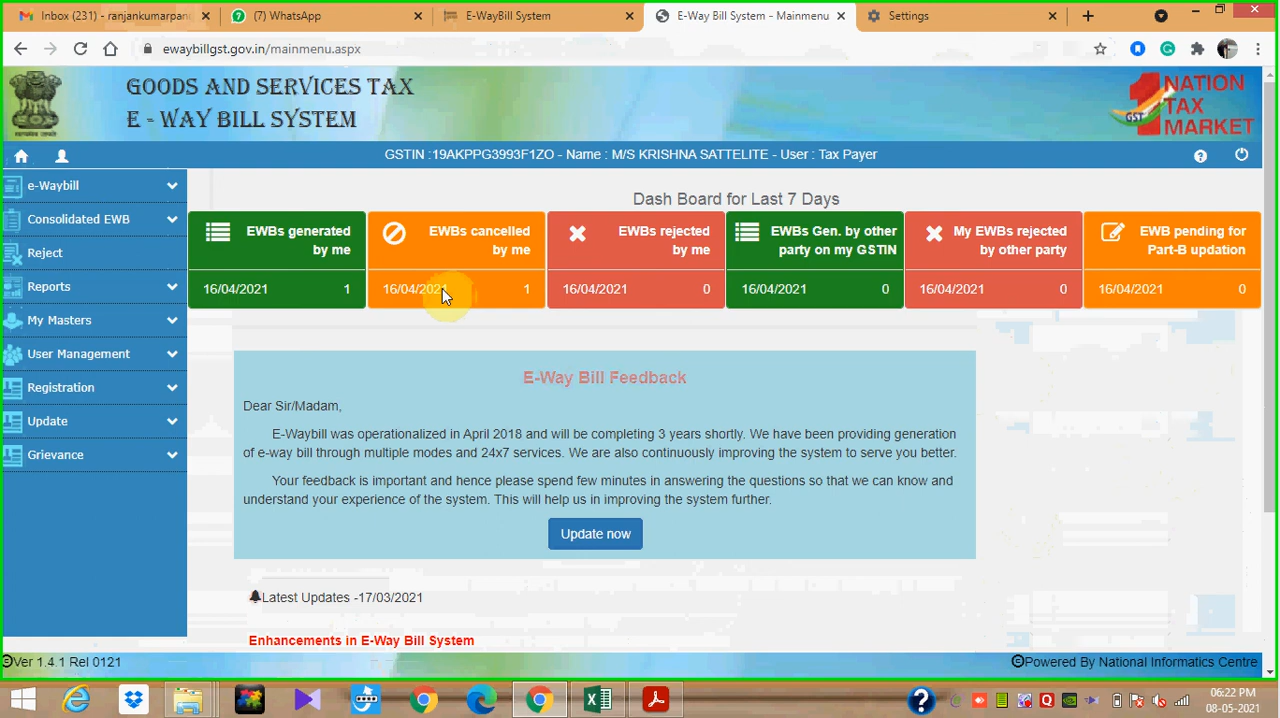 Inbox (231) - ranjankumarpan
(7) WhatsApp
E-WayBill System
E-Way Bill System - Mainmenu
Settings
ewaybillgst.gov.in/mainmenu.aspx
GOODS AND SERVICES TAX
E - WAY BILL SYSTEM
NATION
TAX
MARKET
GST
GSTIN :19AKPPG3993F1ZO - Name : M/S KRISHNA SATTELITE - User : Tax Payer
e-Waybill
Consolidated EWB
Reject
Reports
My Masters
User Management
Registration
Update
Grievance
Dash Board for Last 7 Days
EWBs generated by me
16/04/2021 1
EWBs cancelled by me
16/04/2021 1
EWBs rejected by me
16/04/2021 0
EWBs Gen. by other party on my GSTIN
16/04/2021 0
My EWBs rejected by other party
16/04/2021 0
EWB pending for Part-B updation
16/04/2021 0
E-Way Bill Feedback
Dear Sir/Madam,
E-Waybill was operationalized in April 2018 and will be completing 3 years shortly. We have been providing generation
of e-way bill through multiple modes and 24x7 services. We are also continuously improving the system to serve you better.
Your feedback is important and hence please spend few minutes in answering the questions so that we can know and
understand your experience of the system. This will help us in improving the system further.
Update now
Latest Updates -17/03/2021
Enhancements in E-Way Bill System
©Ver 1.4.1 Rel 0121
©Powered By National Informatics Centre
06:22 PM
08-05-2021